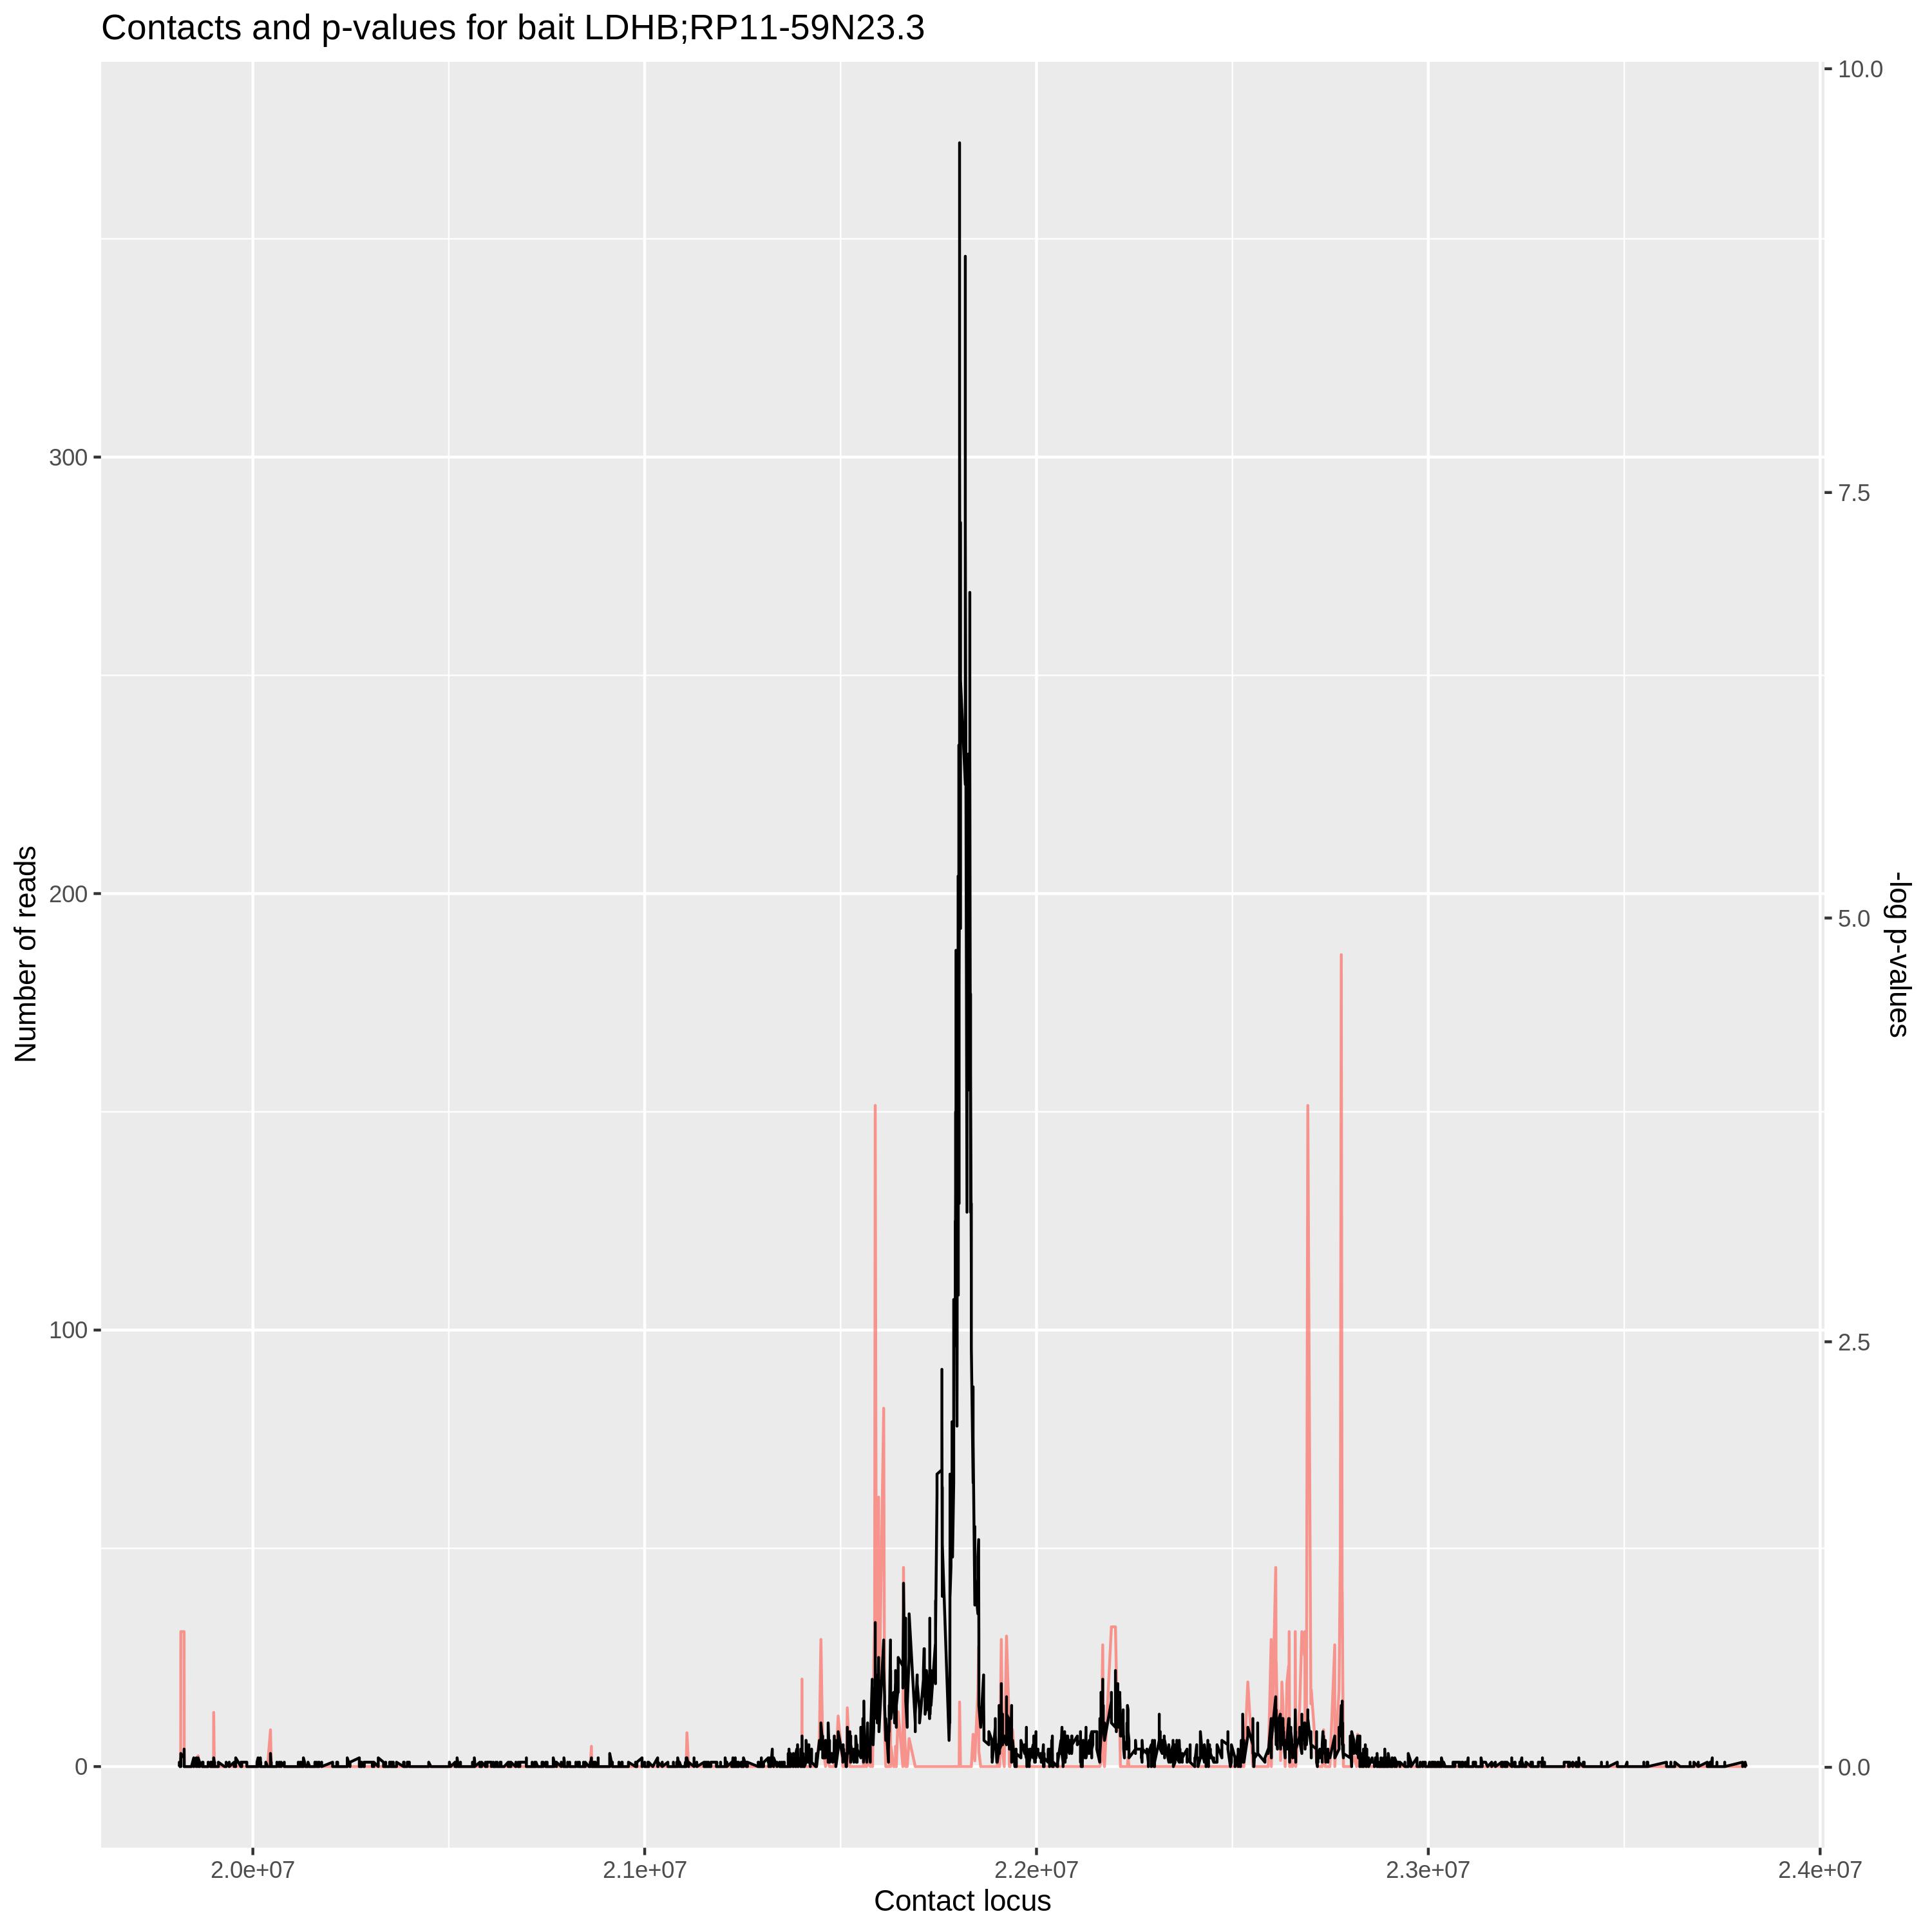 Contacts and p-values for bait LDHB;RP11-59N23.3
Number of reads
300
200
100
0
10.0
7.5
5.0
2.5
0.0
-log p-values
2.0e+07
2.1e+07
2.2e+07
2.3e+07
2.4e+07
Contact locus